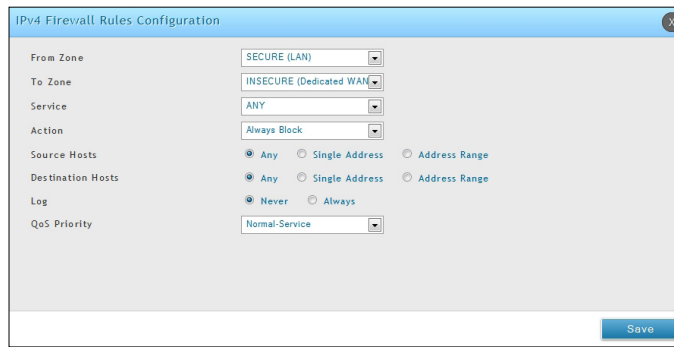 IPv4 Firewall Rules Configuration
X
From Zone SECURE (LAN)
To Zone INSECURE (Dedicated WAN
Service ANY
Action Always Block
Source Hosts Any Single Address Address Range
Destination Hosts Any Single Address Address Range
Log Never Always
QoS Priority Normal-Service
Save